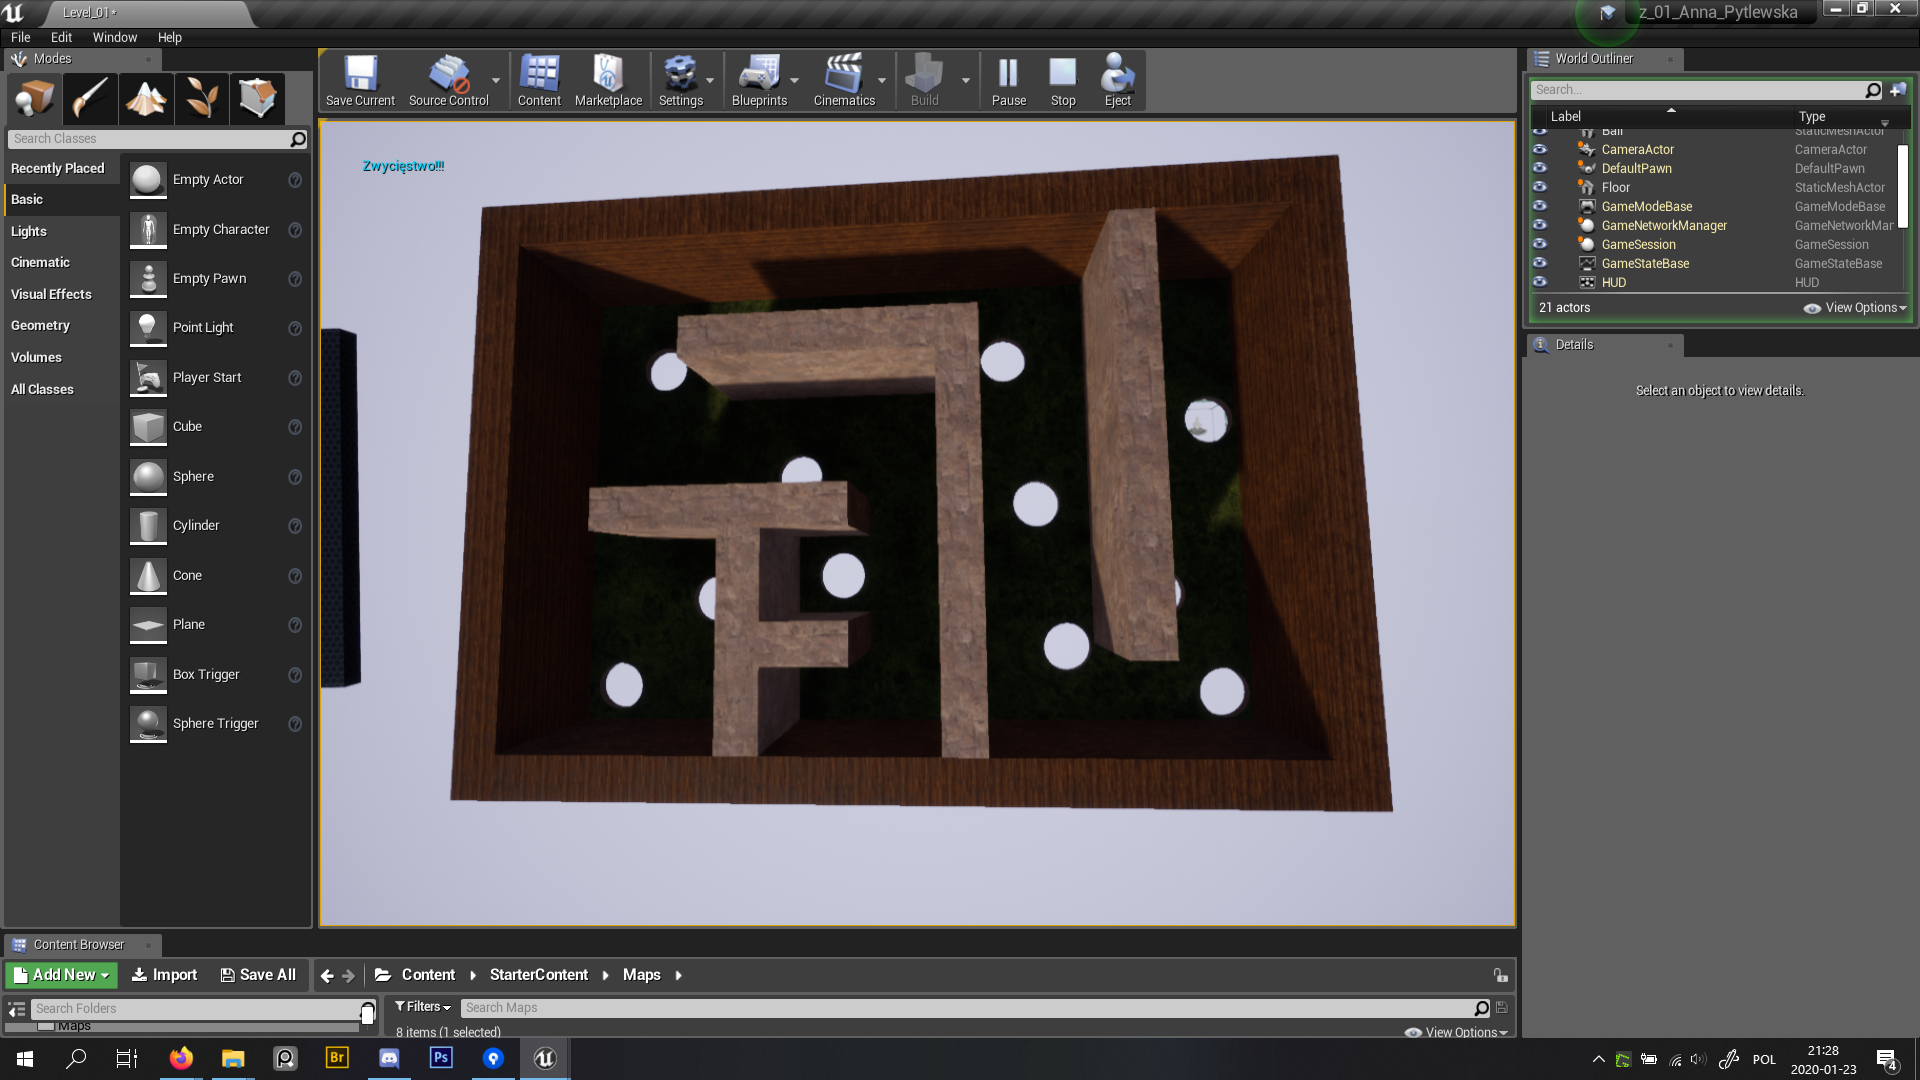 Level_01*
z_01_Anna_Pytlewska
File Edit Window Help
Modes
Search Classes
Recently Placed
Basic
Lights
Cinematic
Visual Effects
Geometry
Volumes
All Classes
Empty Actor
Empty Character
Empty Pawn
Point Light
Player Start
Cube
Sphere
Cylinder
Cone
Plane
Box Trigger
Sphere Trigger
Save Current
Source Control
Content
Marketplace
Settings
Blueprints
Cinematics
Build
Pause
Stop
Eject
Zwycięstwo!!!
World Outliner
Search...
Label Type
Ball StaticMeshActor
CameraActor CameraActor
DefaultPawn DefaultPawn
Floor StaticMeshActor
GameModeBase GameModeBase
GameNetworkManager GameNetworkMar
GameSession GameSession
GameStateBase GameStateBase
HUD HUD
21 actors View Options
Details
Select an object to view details.
Content Browser
Add New Import Save All Content StarterContent Maps
Search Folders
Maps
Filters Search Maps
8 items (1 selected) View Options
Br
Ps
POL
21:28
2020-01-23
4